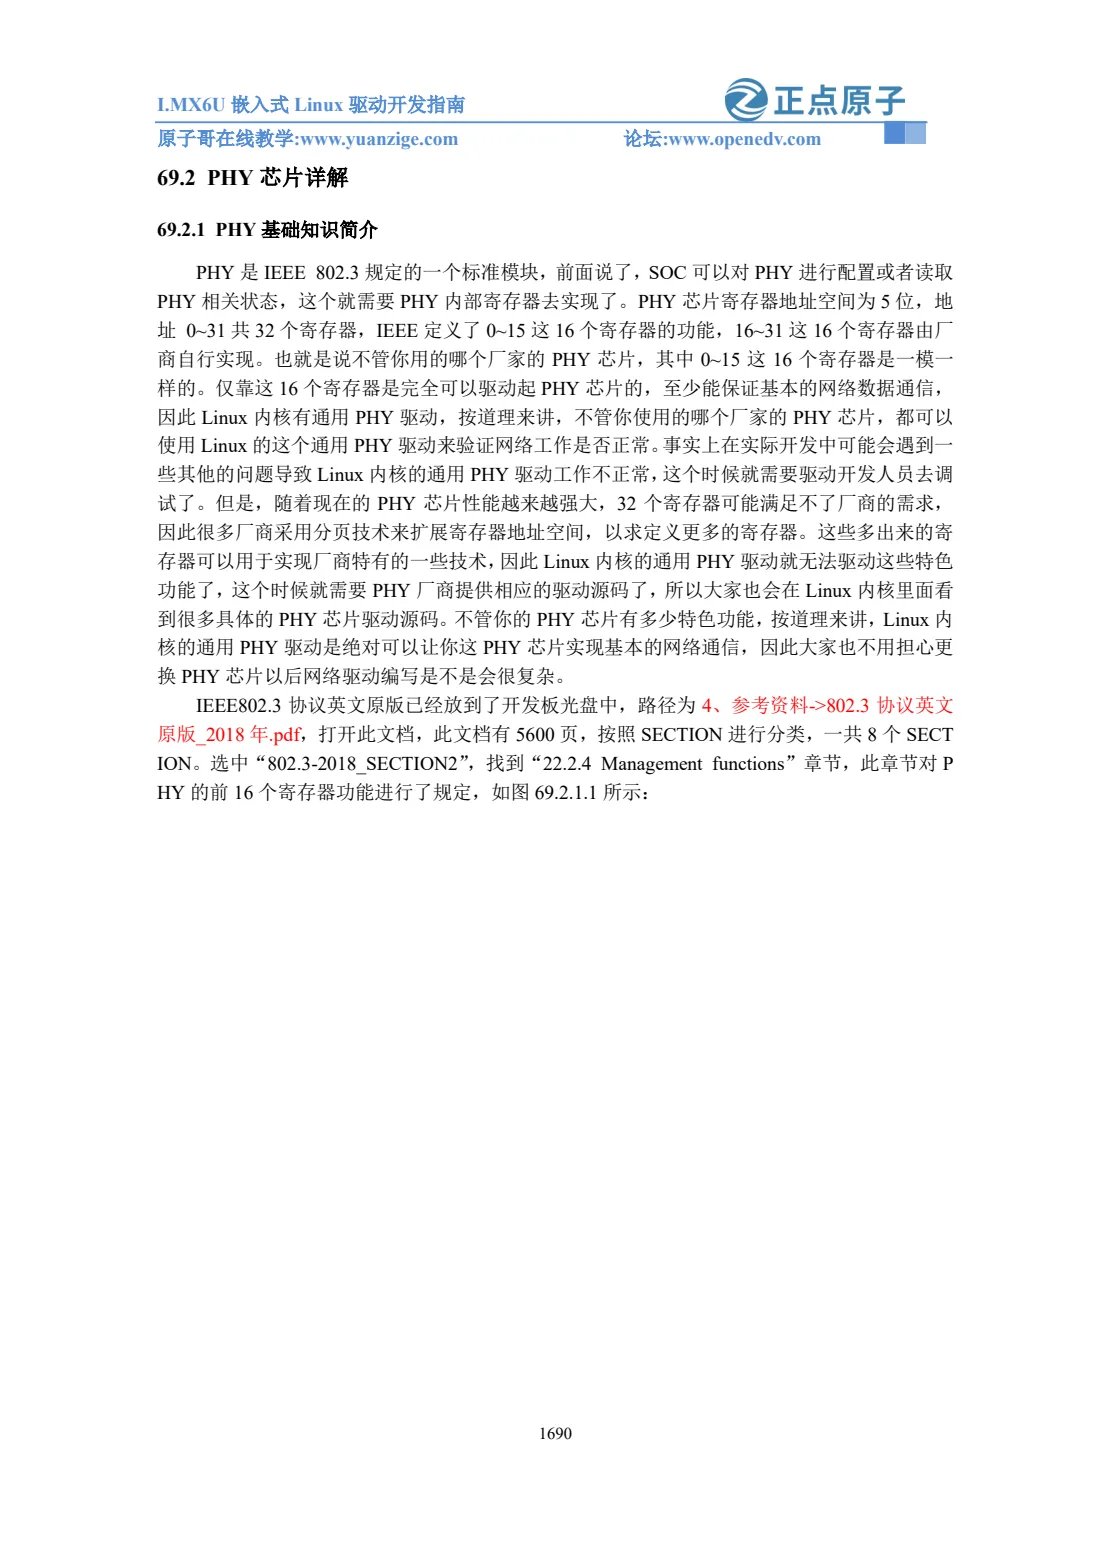 I.MX6U 嵌入式 Linux 驱动开发指南
正点原子
原子哥在线教学:www.yuanzige.com 论坛:www.openedv.com
69.2 PHY 芯片详解
69.2.1 PHY 基础知识简介
PHY 是 IEEE 802.3 规定的一个标准模块，前面说了，SOC 可以对 PHY 进行配置或者读取
PHY 相关状态，这个就需要 PHY 内部寄存器去实现了。PHY 芯片寄存器地址空间为 5 位，地
址 0~31 共 32 个寄存器，IEEE 定义了 0~15 这 16 个寄存器的功能，16~31 这 16 个寄存器由厂
商自行实现。也就是说不管你用的哪个厂家的 PHY 芯片，其中 0~15 这 16 个寄存器是一模一
样的。仅靠这 16 个寄存器是完全可以驱动起 PHY 芯片的，至少能保证基本的网络数据通信，
因此 Linux 内核有通用 PHY 驱动，按道理来讲，不管你使用的哪个厂家的 PHY 芯片，都可以
使用 Linux 的这个通用 PHY 驱动来验证网络工作是否正常。事实上在实际开发中可能会遇到一
些其他的问题导致 Linux 内核的通用 PHY 驱动工作不正常，这个时候就需要驱动开发人员去调
试了。但是，随着现在的 PHY 芯片性能越来越强大，32 个寄存器可能满足不了厂商的需求，
因此很多厂商采用分页技术来扩展寄存器地址空间，以求定义更多的寄存器。这些多出来的寄
存器可以用于实现厂商特有的一些技术，因此 Linux 内核的通用 PHY 驱动就无法驱动这些特色
功能了，这个时候就需要 PHY 厂商提供相应的驱动源码了，所以大家也会在 Linux 内核里面看
到很多具体的 PHY 芯片驱动源码。不管你的 PHY 芯片有多少特色功能，按道理来讲，Linux 内
核的通用 PHY 驱动是绝对可以让你这 PHY 芯片实现基本的网络通信，因此大家也不用担心更
换 PHY 芯片以后网络驱动编写是不是会很复杂。
IEEE802.3 协议英文原版已经放到了开发板光盘中，路径为 4、参考资料->802.3 协议英文
原版_2018 年.pdf，打开此文档，此文档有 5600 页，按照 SECTION 进行分类，一共 8 个 SECT
ION。选中“802.3-2018_SECTION2”，找到“22.2.4 Management functions”章节，此章节对 P
HY 的前 16 个寄存器功能进行了规定，如图 69.2.1.1 所示：
1690